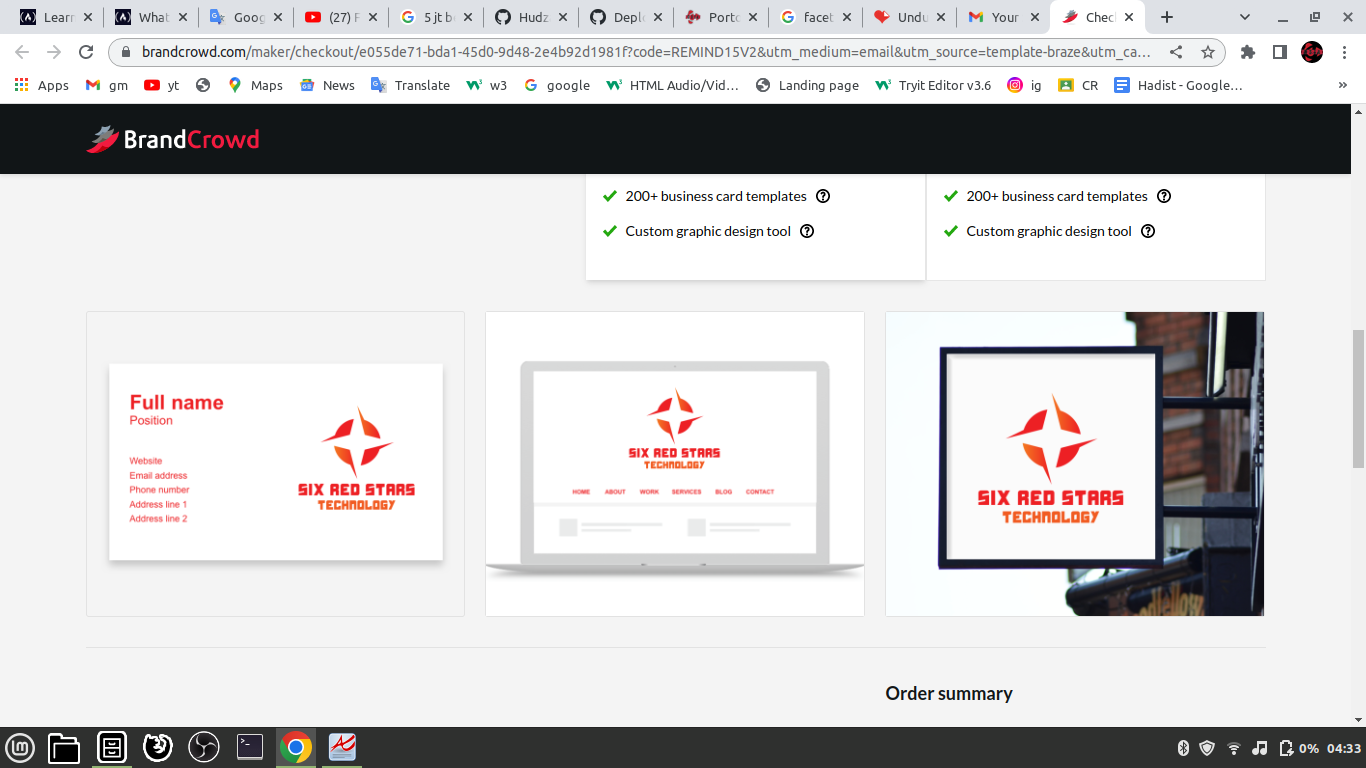 Learn
What
Goog
(27) F
5 jt be
Hudz
Deplo
Porto
facet
Undu
Your
Chec
brandcrowd.com/maker/checkout/e055de71-bda1-45d0-9d48-2e4b92d1981f?code=REMIND15V2&utm_medium=email&utm_source=template-braze&utm_ca…
Apps
gm
yt
Maps
News
Translate
w3
google
HTML Audio/Vid…
Landing page
Tryit Editor v3.6
ig
CR
Hadist - Google…
»
BrandCrowd
200+ business card templates
200+ business card templates
Custom graphic design tool
Custom graphic design tool
Full name
Position
Website
Email address
Phone number
Address line 1
Address line 2
SIX RED STARS
TECHNOLOGY
SIX RED STARS
TECHNOLOGY
HOME ABOUT WORK SERVICES BLOG CONTACT
SIX RED STARS
TECHNOLOGY
Order summary
0% 04:33